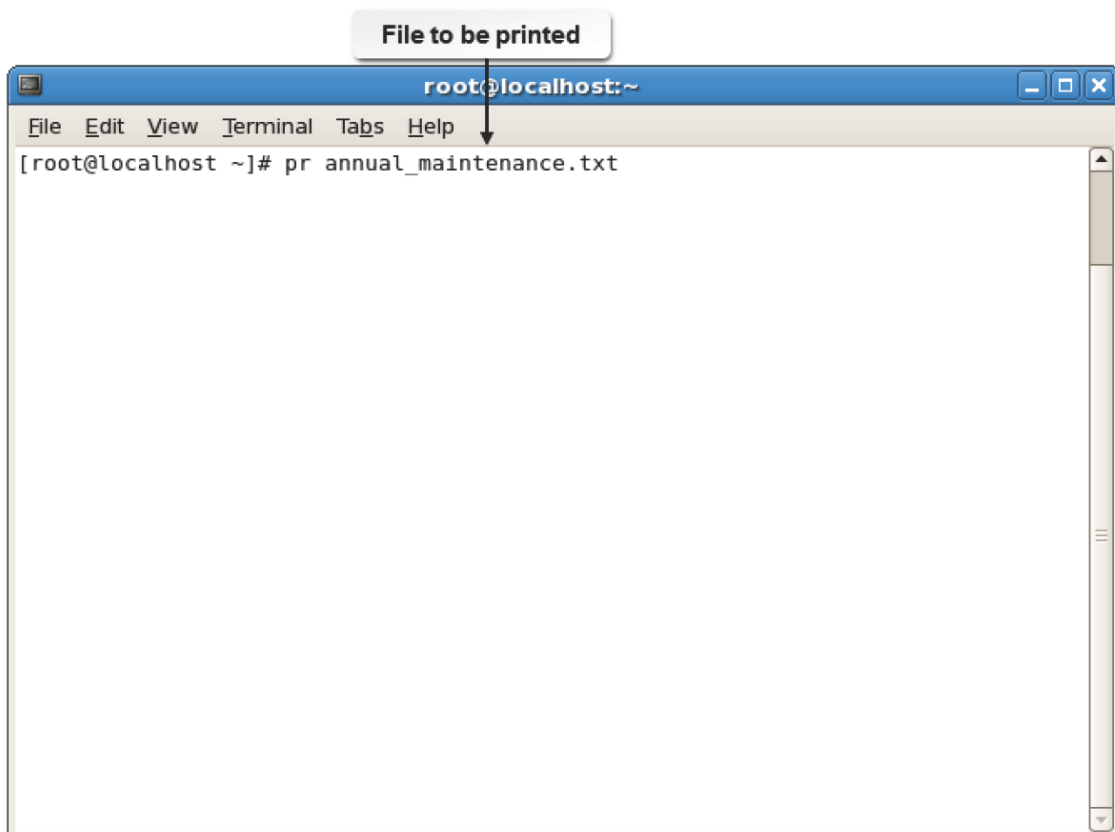 File to be printed
root@localhost:~
File Edit View Terminal Tabs Help
[root@localhost ~]# pr annual_maintenance.txt